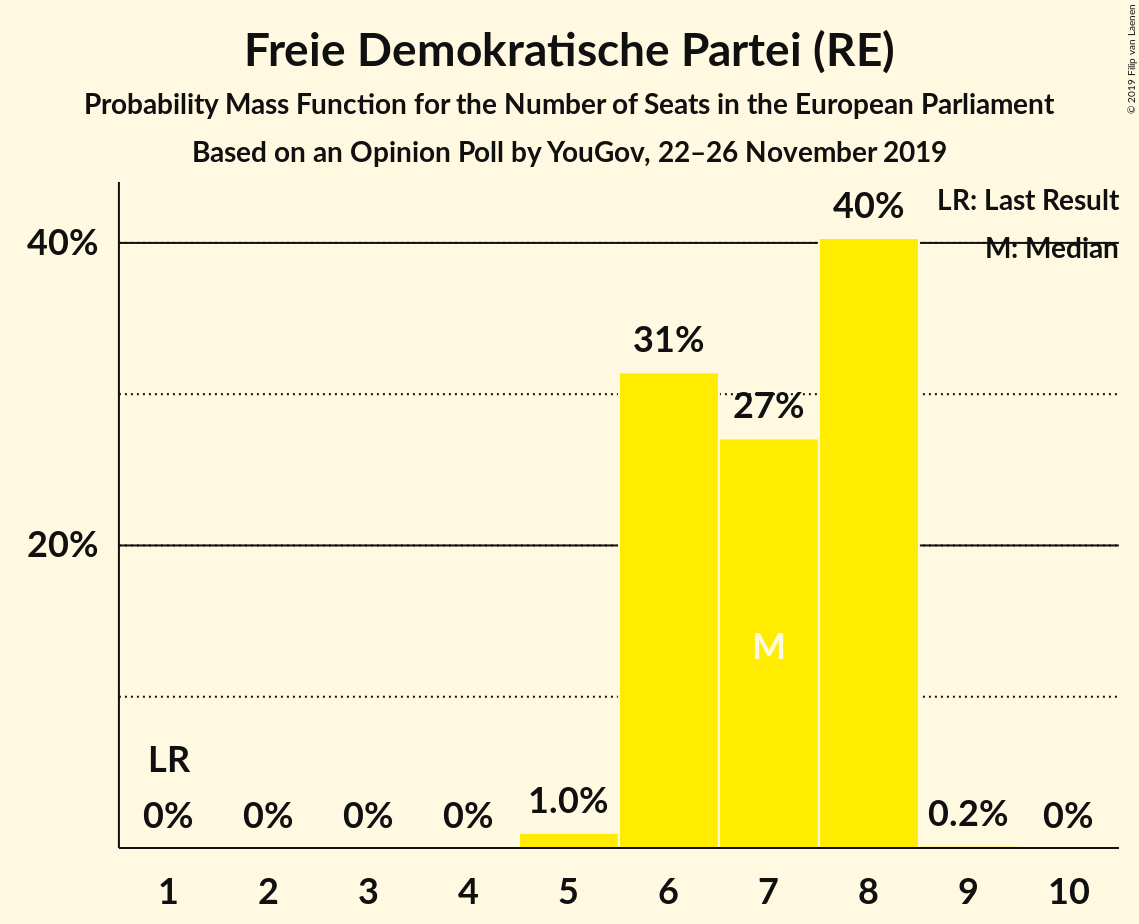 Freie Demokratische Partei (RE)
Probability Mass Function for the Number of Seats in the European Parliament
Based on an Opinion Poll by YouGov, 22–26 November 2019
© 2019 Filip van Laenen
LR: Last Result
M: Median
40%
20%
40%
31%
27%
M
LR
0%
0%
0%
0%
1.0%
0.2%
0%
1 2 3 4 5 6 7 8 9 10